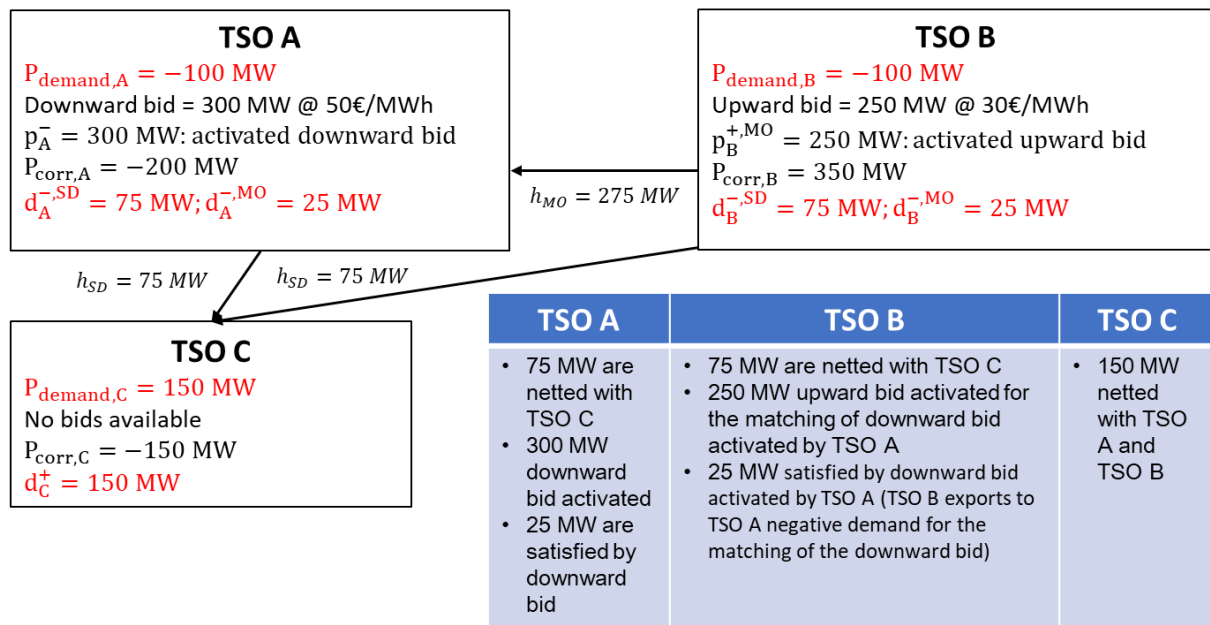 TSO A
P_demand,A = −100 MW
Downward bid = 300 MW @ 50€/MWh
p_A^− = 300 MW: activated downward bid
P_corr,A = −200 MW
d_A^−,SD = 75 MW; d_A^−,MO = 25 MW
TSO B
P_demand,B = −100 MW
Upward bid = 250 MW @ 30€/MWh
p_B^+,MO = 250 MW: activated upward bid
P_corr,B = 350 MW
d_B^−,SD = 75 MW; d_B^−,MO = 25 MW
h_MO = 275 MW
h_SD = 75 MW
h_SD = 75 MW
TSO C
P_demand,C = 150 MW
No bids available
P_corr,C = −150 MW
d_C^+ = 150 MW
TSO A
• 75 MW are
netted with
TSO C
• 300 MW
downward
bid activated
• 25 MW are
satisfied by
downward
bid
TSO B
• 75 MW are netted with TSO C
• 250 MW upward bid activated for
the matching of downward bid
activated by TSO A
• 25 MW satisfied by downward bid
activated by TSO A (TSO B exports to
TSO A negative demand for the
matching of the downward bid)
TSO C
• 150 MW
netted
with TSO
A and
TSO B